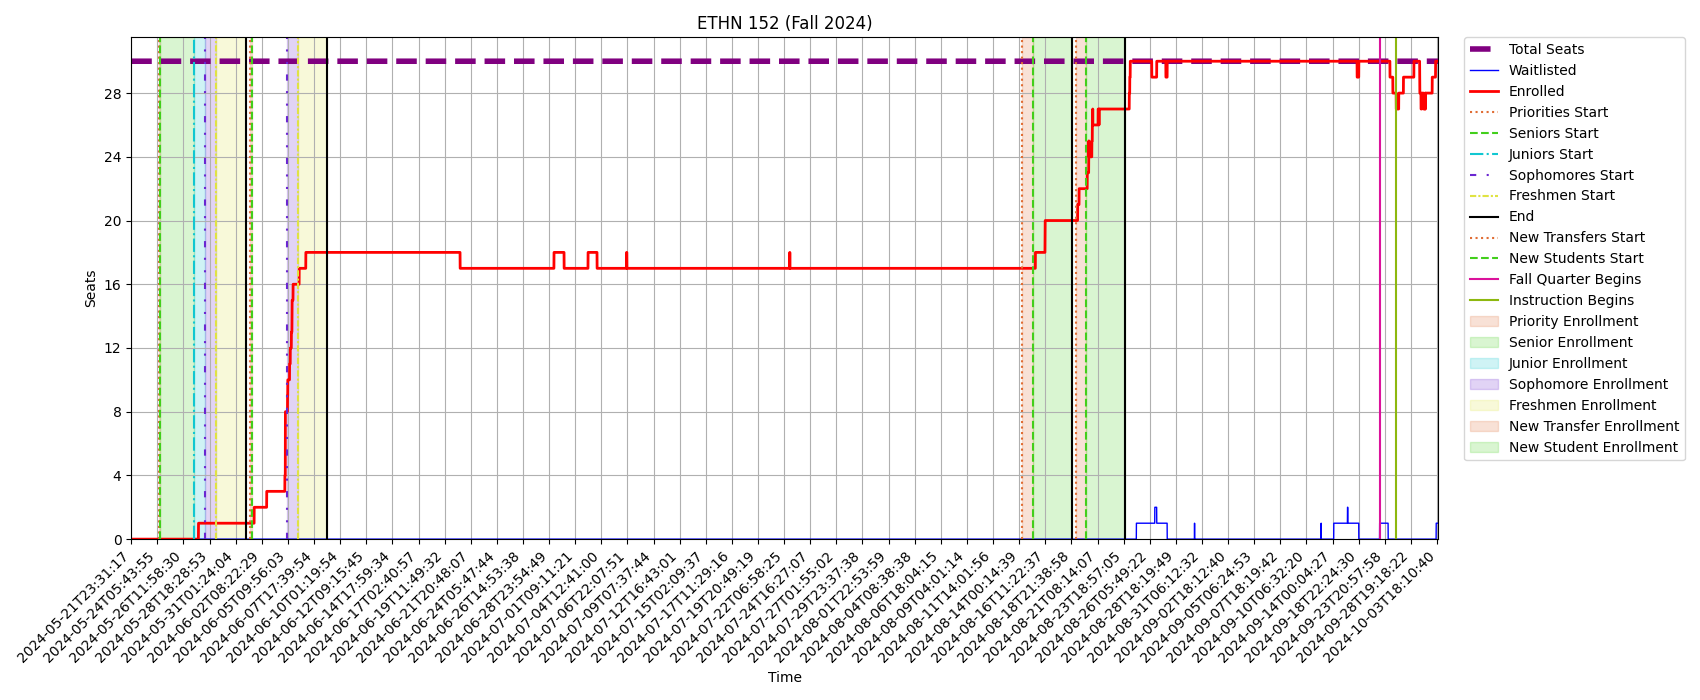 ETHN 152 (Fall 2024)
Seats
28
24
20
16
12
8
4
0
2024-05-21T23:31:17
2024-05-24T05:43:55
2024-05-26T11:58:30
2024-05-28T18:28:53
2024-05-31T01:24:04
2024-06-02T08:22:29
2024-06-05T09:56:03
2024-06-07T17:39:54
2024-06-10T01:19:54
2024-06-12T09:15:45
2024-06-14T17:59:34
2024-06-17T02:40:57
2024-06-19T11:49:32
2024-06-21T20:48:07
2024-06-24T05:47:44
2024-06-26T14:53:38
2024-06-28T23:54:49
2024-07-01T09:11:21
2024-07-04T12:41:00
2024-07-06T22:07:51
2024-07-09T07:37:44
2024-07-12T16:43:01
2024-07-15T02:09:37
2024-07-17T11:29:16
2024-07-19T20:49:19
2024-07-22T06:58:25
2024-07-24T16:27:07
2024-07-27T01:55:02
2024-07-29T23:37:38
2024-08-01T22:53:59
2024-08-04T08:38:38
2024-08-06T18:04:15
2024-08-09T04:01:14
2024-08-11T14:01:56
2024-08-14T00:14:39
2024-08-16T11:22:37
2024-08-18T21:38:58
2024-08-21T08:14:07
2024-08-23T18:57:05
2024-08-26T05:49:22
2024-08-28T18:19:49
2024-08-31T06:12:32
2024-09-02T18:12:40
2024-09-05T06:24:53
2024-09-07T18:19:42
2024-09-10T06:32:20
2024-09-14T00:04:27
2024-09-18T22:24:30
2024-09-23T20:57:58
2024-09-28T19:18:22
2024-10-03T18:10:40
Time
Total Seats
Waitlisted
Enrolled
Priorities Start
Seniors Start
Juniors Start
Sophomores Start
Freshmen Start
End
New Transfers Start
New Students Start
Fall Quarter Begins
Instruction Begins
Priority Enrollment
Senior Enrollment
Junior Enrollment
Sophomore Enrollment
Freshmen Enrollment
New Transfer Enrollment
New Student Enrollment